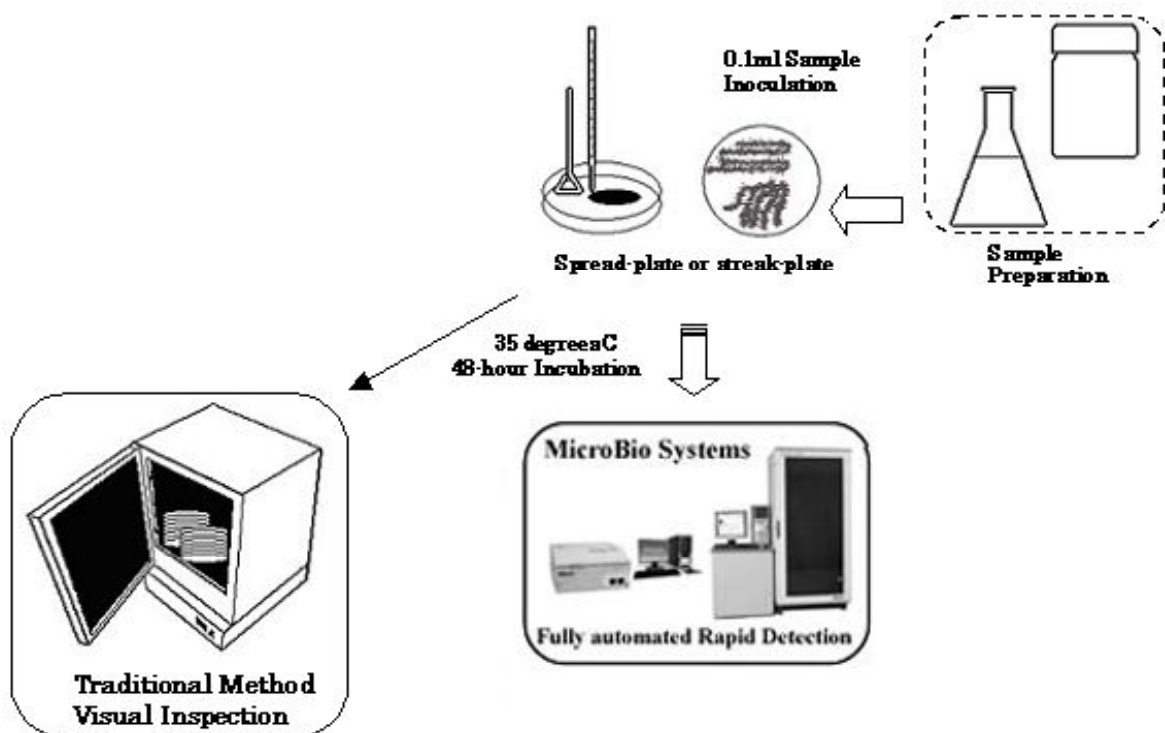 0.1ml Sample
Inoculation
Spread-plate or streak-plate
Sample
Preparation
35 degreesC
48-hour Incubation
MicroBio Systems
Fully automated Rapid Detection
Traditional Method
Visual Inspection